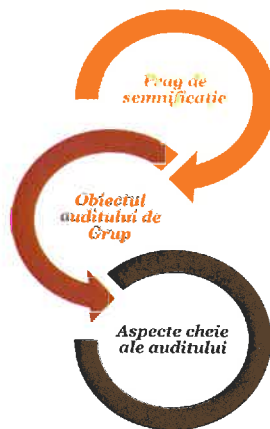 Prag de
semnificatie
Obiectul
auditului de
Grup
Aspecte cheie
ale auditului